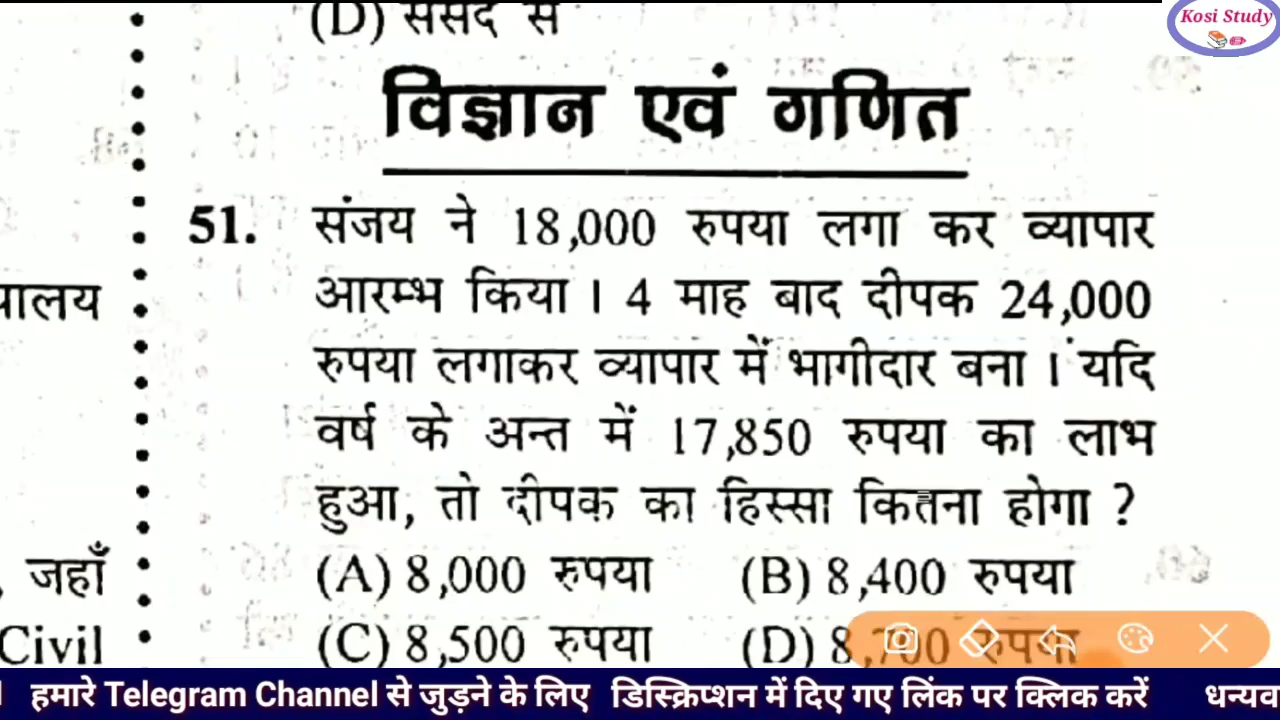 (D) संसद से
Kosi Study
विज्ञान एवं गणित
51. संजय ने 18,000 रुपया लगा कर व्यापार
आरम्भ किया । 4 माह बाद दीपक 24,000
रुपया लगाकर व्यापार में भागीदार बना । यदि
वर्ष के अन्त में 17,850 रुपया का लाभ
हुआ, तो दीपक का हिस्सा कितना होगा ?
(A) 8,000 रुपया (B) 8,400 रुपया
(C) 8,500 रुपया (D) 8,700 रुपया
जहाँ
Civil
हमारे Telegram Channel से जुड़ने के लिए डिस्क्रिप्शन में दिए गए लिंक पर क्लिक करें